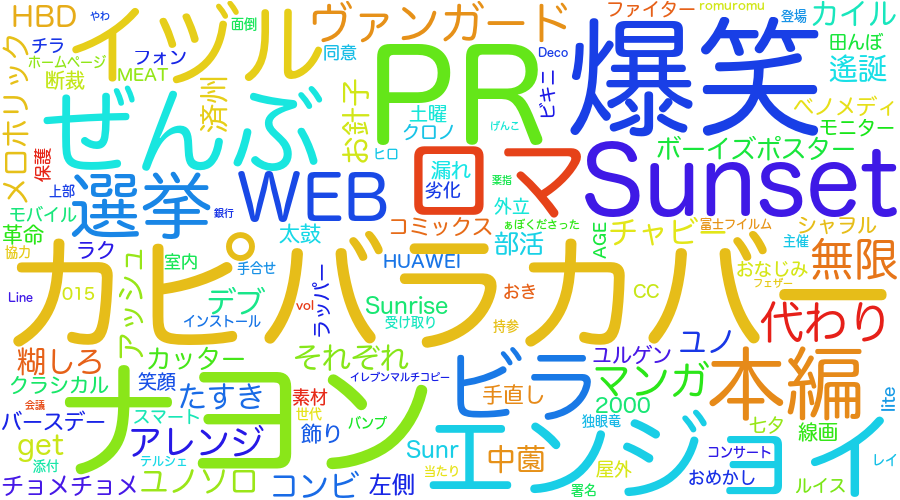 HBD
やわ
イヅル
ヴァンガード
ファイター
romuromu
登場
カイル
チラ
フォン
面倒
同意
PR
Deco
爆笑
田んぼ
ホームページ
MEAT
断裁
ビキニ
遙誕
メロホリック
ぜんぶ
済州
お針子
土曜
クロノ
げんこ
ベノメディ
モニター
保護
ヒロ
漏れ
ロマ
薬指
ボーイズポスター
上部
選挙
WEB
劣化
外立
Sunset
モバイル
銀行
コミックス
ぁぼくださった
富士フイルム
シャヲル
革命
太鼓
部活
AGE
チャビー
主催
無限
協力
ラク
室内
手合せ
HUAWEI
おなじみ
フェザー
カピバラカバー
Line
015
アッシュ
デブ
vol
ラッパー
Sunrise
おき
CC
インストール
受け取り
持参
代わり
糊しろ
カッター
それぞれ
ユルゲン
ユノ
クラシカル
笑顔
ナヨン
イレブンマルチコピー
ビラ
マンガ
本編
会議
たすき
素材
手直し
2000
lite
バースデー
スマート
世代
バンプ
独眼竜
七夕
線画
get
アレンジ
飾り
Sunr
中薗
エンジョイ
コンサート
レイ
添付
テルシェ
当たり
屋外
おめかし
チョメチョメ
ユノソロ
コンビ
左側
署名
ルイス